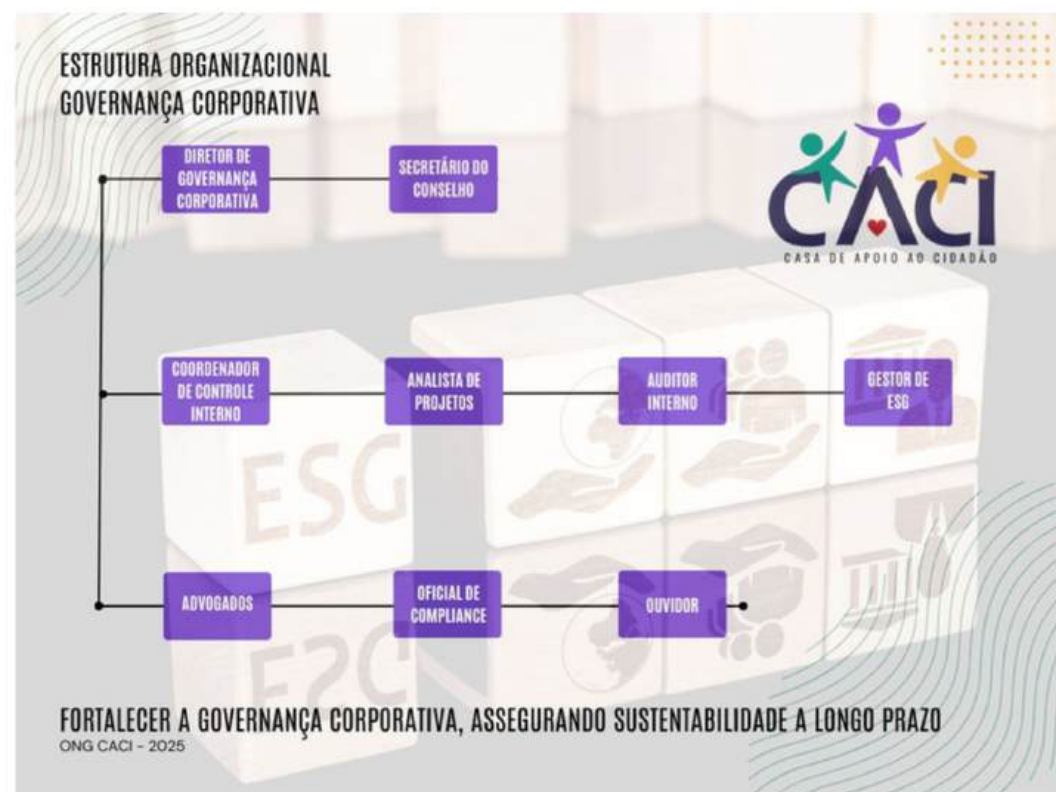 ESTRUTURA ORGANIZACIONAL
GOVERNANÇA CORPORATIVA
DIRETOR DE
GOVERNANÇA
CORPORATIVA
SECRETÁRIO DO
CONSELHO
CACI
CASA DE APOIO AO CIDADÃO
COORDENADOR
DE CONTROLE
INTERNO
ANALISTA DE
PROJETOS
AUDITOR
INTERNO
GESTOR DE
ESG
ESG
ADVOGADOS
OFICIAL DE
COMPLIANCE
OUVIDOR
FORTALECER A GOVERNANÇA CORPORATIVA, ASSEGURANDO SUSTENTABILIDADE A LONGO PRAZO
ONG CACI - 2025